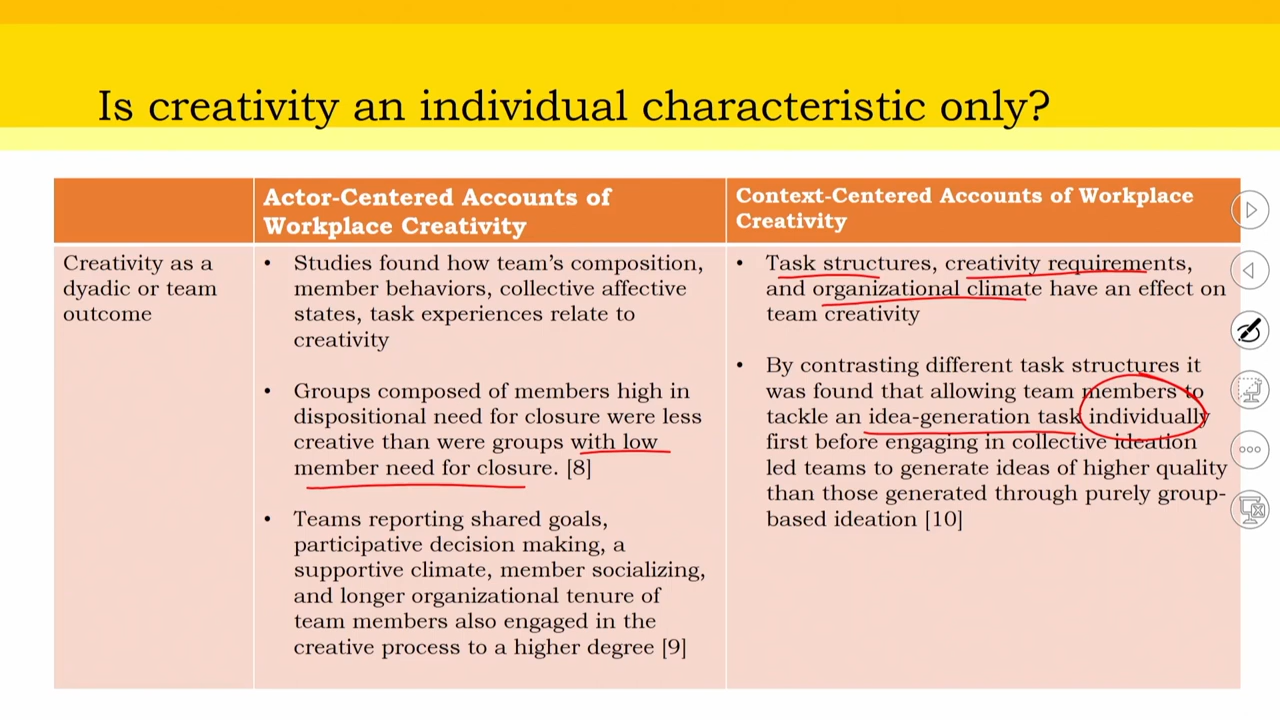 Is creativity an individual characteristic only?
Actor-Centered Accounts of
Workplace Creativity
Context-Centered Accounts of Workplace
Creativity
Creativity as a
dyadic or team
outcome
• Studies found how team's composition,
member behaviors, collective affective
states, task experiences relate to
creativity
• Groups composed of members high in
dispositional need for closure were less
creative than were groups with low
member need for closure. [8]
• Teams reporting shared goals,
participative decision making, a
supportive climate, member socializing,
and longer organizational tenure of
team members also engaged in the
creative process to a higher degree [9]
• Task structures, creativity requirements,
and organizational climate have an effect on
team creativity
• By contrasting different task structures it
was found that allowing team members to
tackle an idea-generation task individually
first before engaging in collective ideation
led teams to generate ideas of higher quality
than those generated through purely group-
based ideation [10]